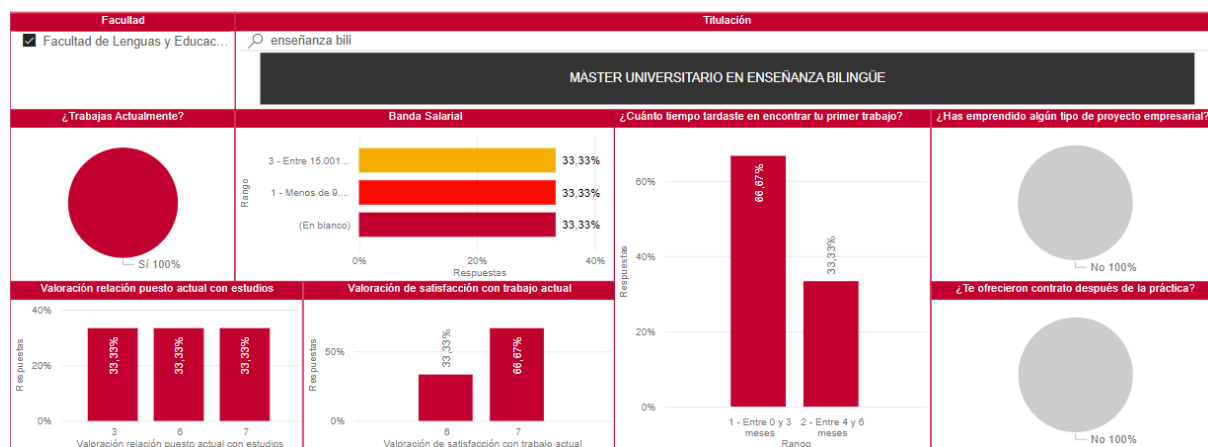 Facultad
Titulación
Facultad de Lenguas y Educac...
enseñanza bili
MÁSTER UNIVERSITARIO EN ENSEÑANZA BILINGÜE
¿Trabajas Actualmente?
Sí 100%
Banda Salarial
Rango
3 - Entre 15.001...
33,33%
1 - Menos de 9....
33,33%
(En blanco)
33,33%
0%
20%
40%
Respuestas
¿Cuánto tiempo tardaste en encontrar tu primer trabajo?
Respuestas
60%
40%
20%
0%
66,67%
33,33%
1 - Entre 0 y 3
meses
2 - Entre 4 y 6
meses
Rango
¿Has emprendido algún tipo de proyecto empresarial?
No 100%
Valoración relación puesto actual con estudios
Respuestas
40%
20%
0%
33,33%
33,33%
33,33%
3
6
7
Valoración relación puesto actual con estudios
Valoración de satisfacción con trabajo actual
Respuestas
50%
0%
33,33%
66,67%
6
7
Valoración de satisfacción con trabajo actual
¿Te ofrecieron contrato después de la práctica?
No 100%